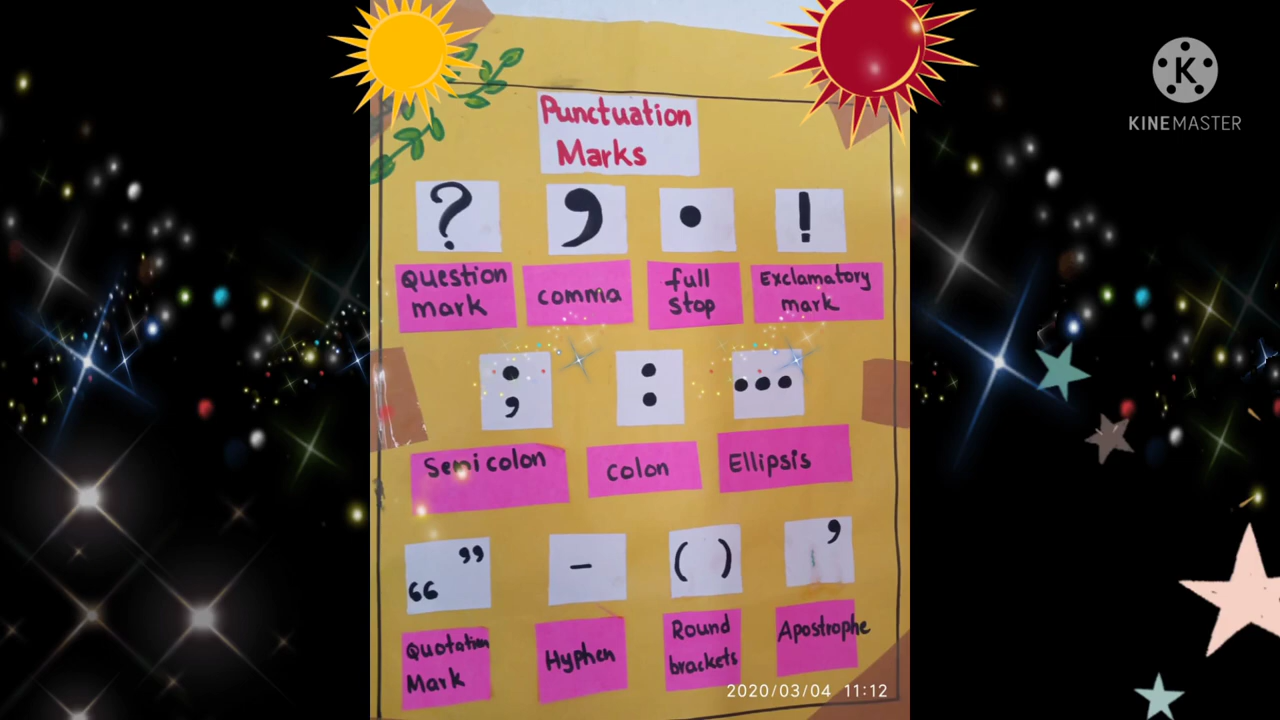 Punctuation
Marks
?
,
.
!
Question
mark
comma
full
stop
Exclamatory
mark
;
:
...
Semi colon
colon
Ellipsis
“ ”
-
( )
’
Quotation
Mark
Hyphen
Round
brackets
Apostrophe
2020/03/04 11:12
K
KINEMASTER